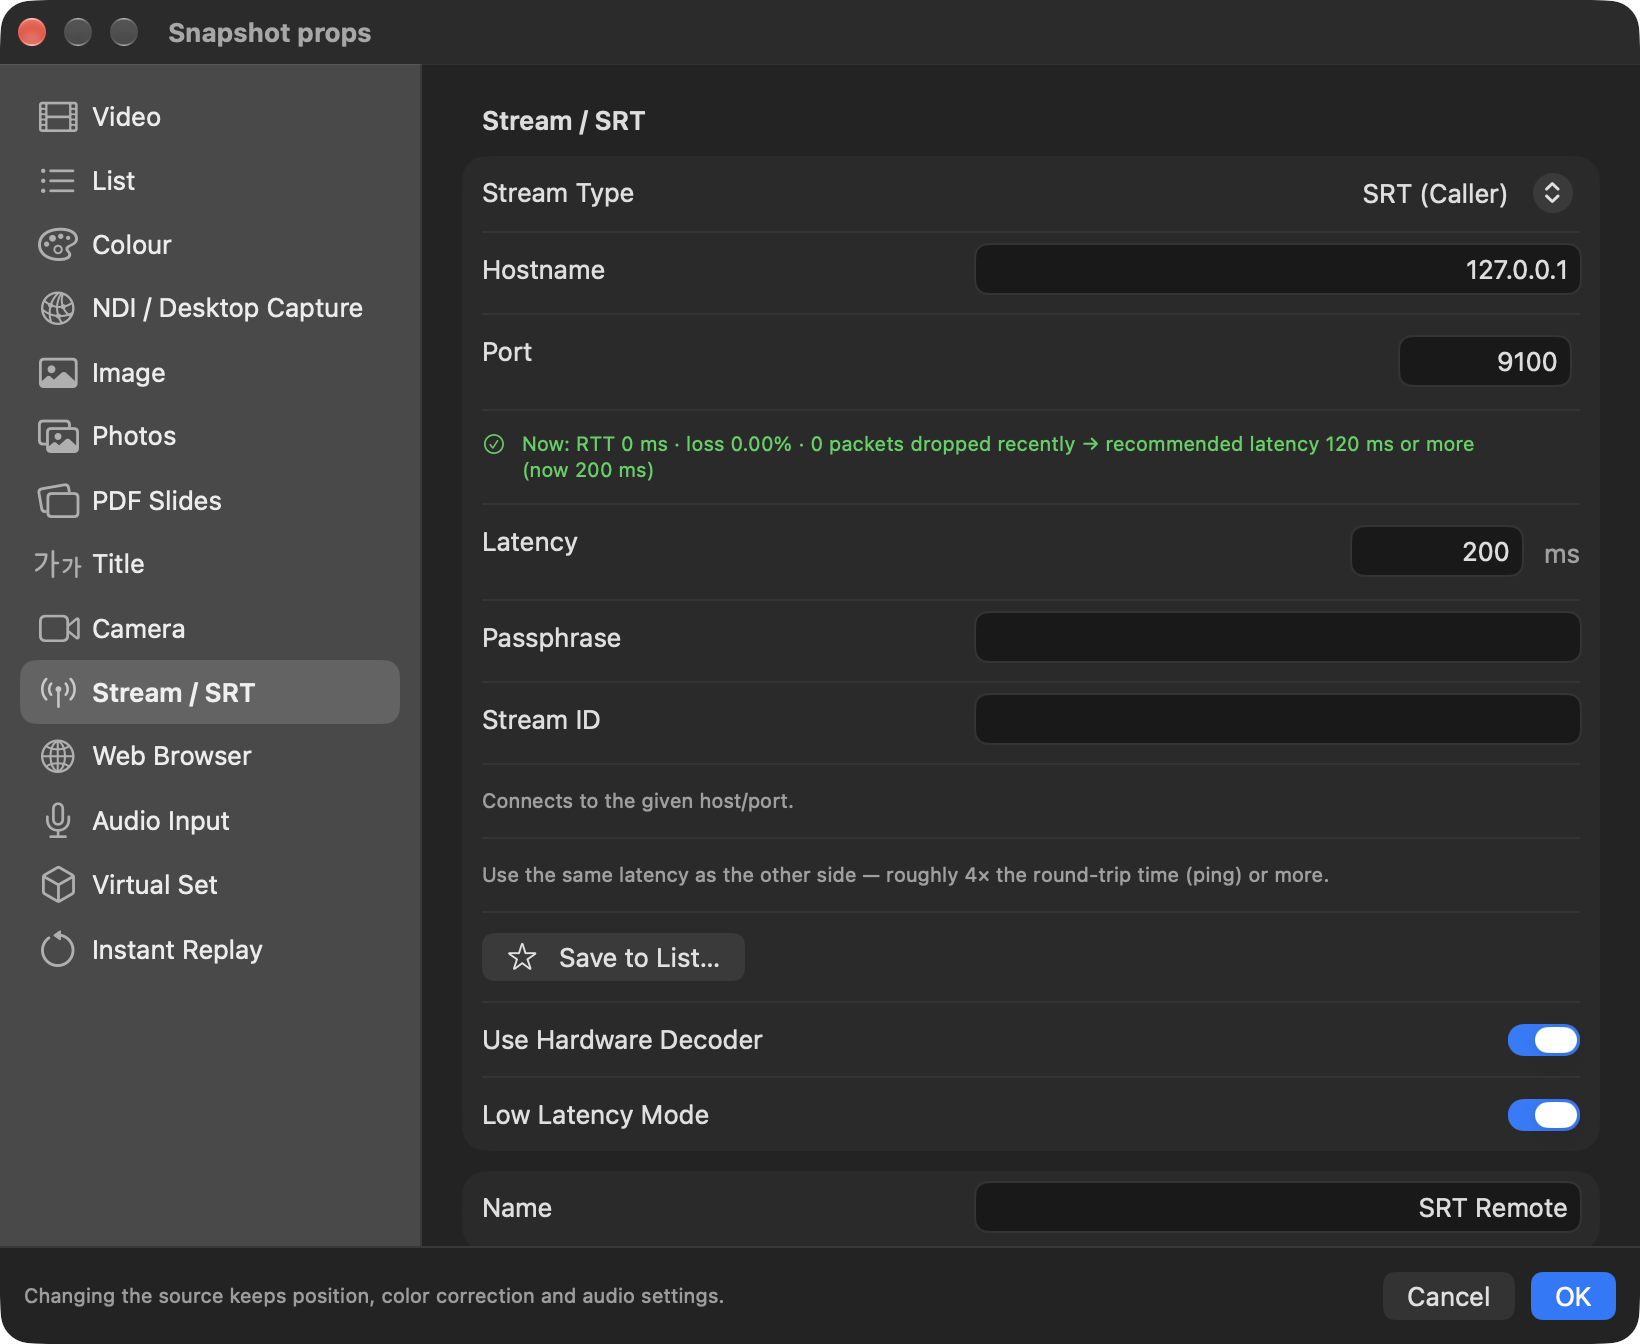 Snapshot props
Video
List
Colour
NDI / Desktop Capture
Image
Photos
PDF Slides
가가 Title
Camera
Stream / SRT
Web Browser
Audio Input
Virtual Set
Instant Replay
Stream / SRT
Stream Type SRT (Caller)
Hostname 127.0.0.1
Port 9100
Now: RTT 0 ms · loss 0.00% · 0 packets dropped recently → recommended latency 120 ms or more
(now 200 ms)
Latency 200 ms
Passphrase
Stream ID
Connects to the given host/port.
Use the same latency as the other side — roughly 4× the round-trip time (ping) or more.
Save to List...
Use Hardware Decoder
Low Latency Mode
Name SRT Remote
Changing the source keeps position, color correction and audio settings.
Cancel OK